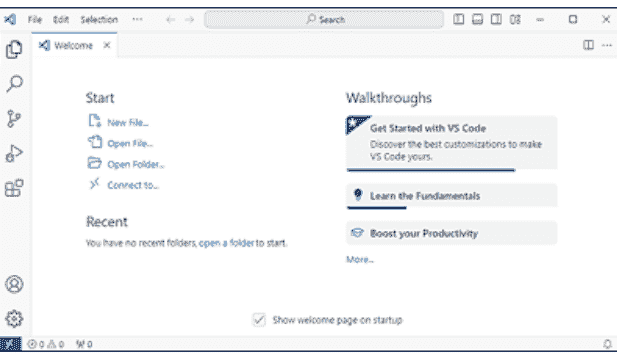 File Edit Selection ··· Search
Welcome
Start
New File...
Open File...
Open Folder...
Connect to...
Recent
You have no recent folders, open a folder to start.
Walkthroughs
Get Started with VS Code
Discover the best customizations to make
VS Code yours.
Learn the Fundamentals
Boost your Productivity
More...
Show welcome page on startup
0 0 0